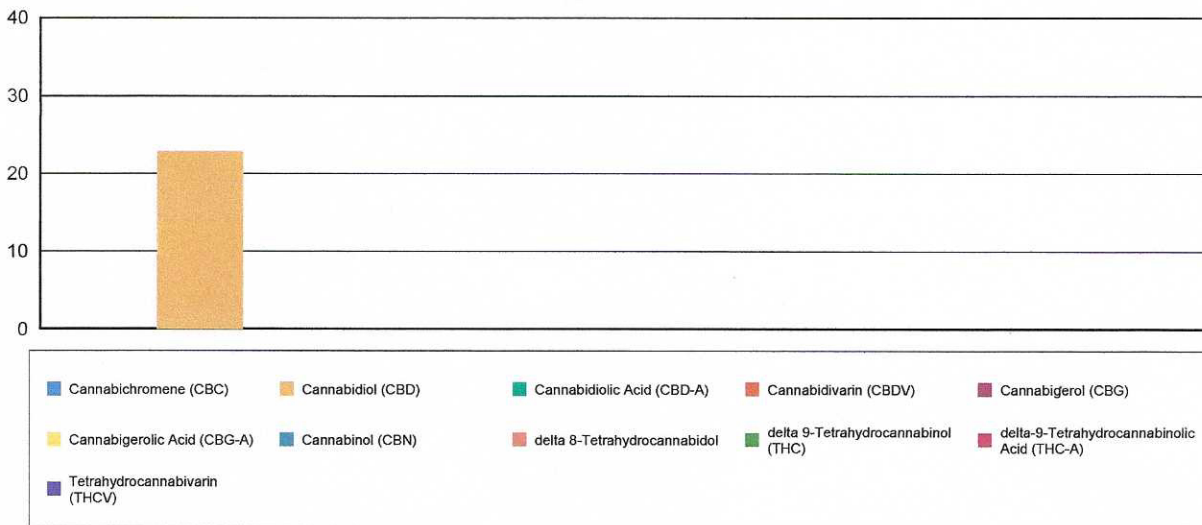 40
30
20
10
0
Cannabichromene (CBC)
Cannabidiol (CBD)
Cannabidiolic Acid (CBD-A)
Cannabidivarin (CBDV)
Cannabigerol (CBG)
Cannabigerolic Acid (CBG-A)
Cannabinol (CBN)
delta 8-Tetrahydrocannabidol
delta 9-Tetrahydrocannabinol
(THC)
delta-9-Tetrahydrocannabinolic
Acid (THC-A)
Tetrahydrocannabivarin
(THCV)